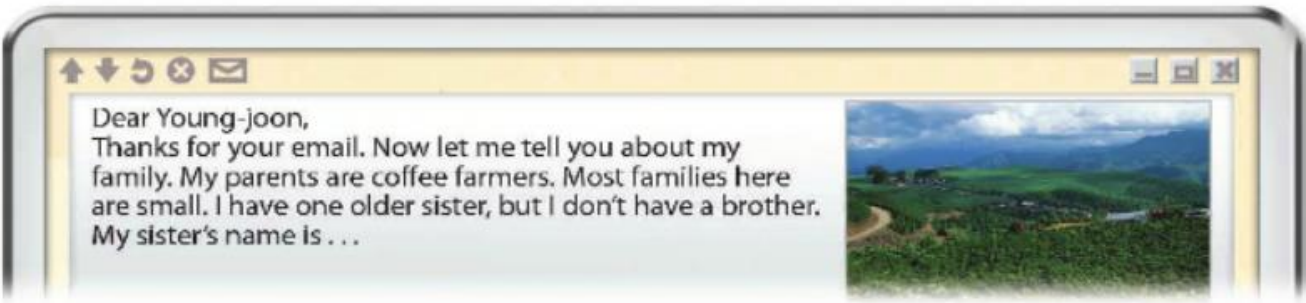 Dear Young-joon,
Thanks for your email. Now let me tell you about my
family. My parents are coffee farmers. Most families here
are small. I have one older sister, but I don't have a brother.
My sister's name is . . .